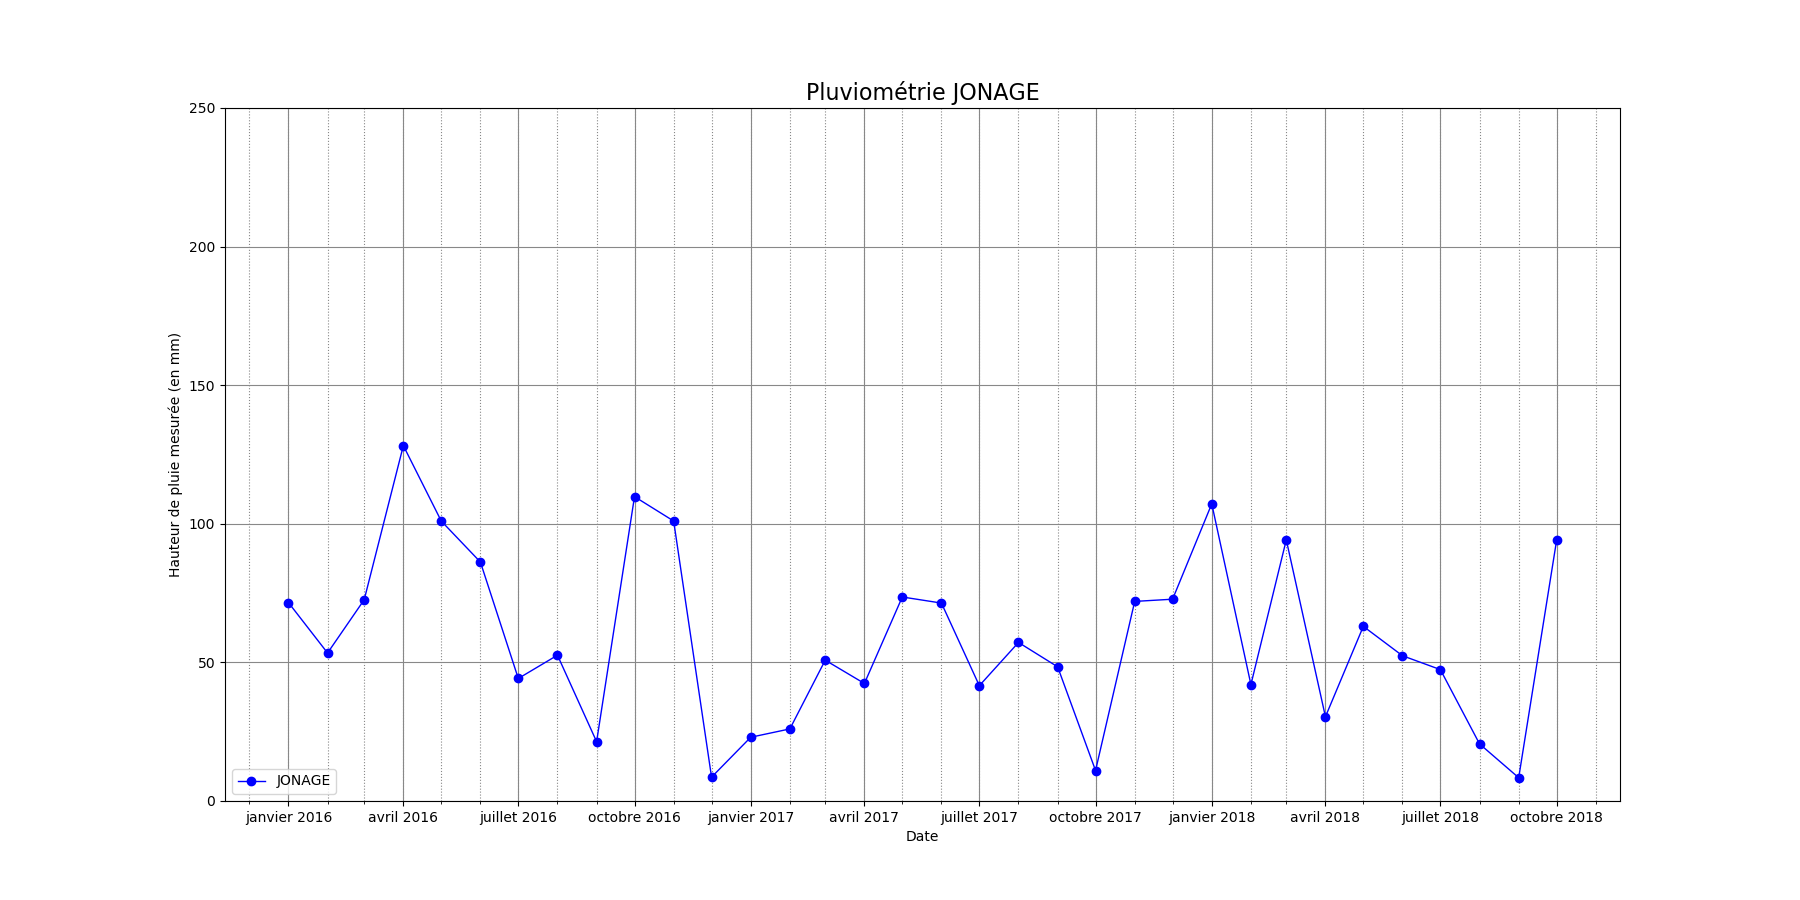 Pluviométrie JONAGE
250
200
150
100
50
0
Hauteur de pluie mesurée (en mm)
JONAGE
janvier 2016 avril 2016 juillet 2016 octobre 2016 janvier 2017 avril 2017 juillet 2017 octobre 2017 janvier 2018 avril 2018 juillet 2018 octobre 2018
Date